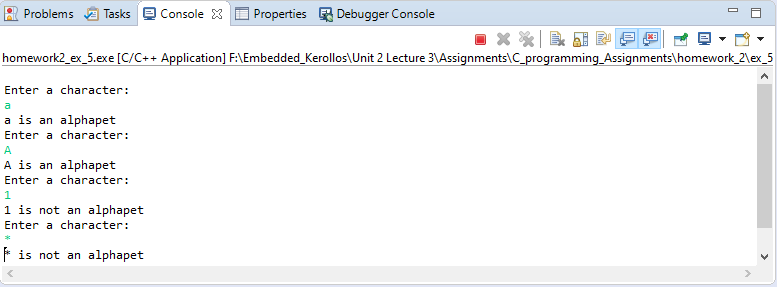 Problems Tasks Console Properties Debugger Console
homework2_ex_5.exe [C/C++ Application] F:\Embedded_Kerollos\Unit 2 Lecture 3\Assignments\C_programming_Assignments\homework_2\ex_5
Enter a character:
a
a is an alphapet
Enter a character:
A
A is an alphapet
Enter a character:
1
1 is not an alphapet
Enter a character:
*
* is not an alphapet